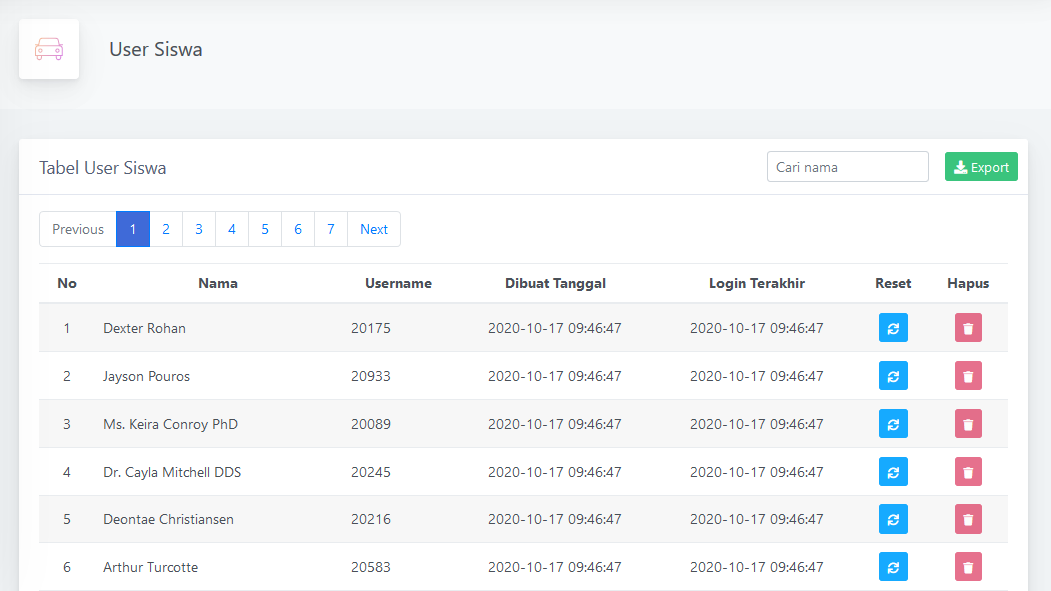 User Siswa
Tabel User Siswa
Cari nama
Export
Previous 1 2 3 4 5 6 7 Next
No Nama Username Dibuat Tanggal Login Terakhir Reset Hapus
1 Dexter Rohan 20175 2020-10-17 09:46:47 2020-10-17 09:46:47
2 Jayson Pouros 20933 2020-10-17 09:46:47 2020-10-17 09:46:47
3 Ms. Keira Conroy PhD 20089 2020-10-17 09:46:47 2020-10-17 09:46:47
4 Dr. Cayla Mitchell DDS 20245 2020-10-17 09:46:47 2020-10-17 09:46:47
5 Deontae Christiansen 20216 2020-10-17 09:46:47 2020-10-17 09:46:47
6 Arthur Turcotte 20583 2020-10-17 09:46:47 2020-10-17 09:46:47